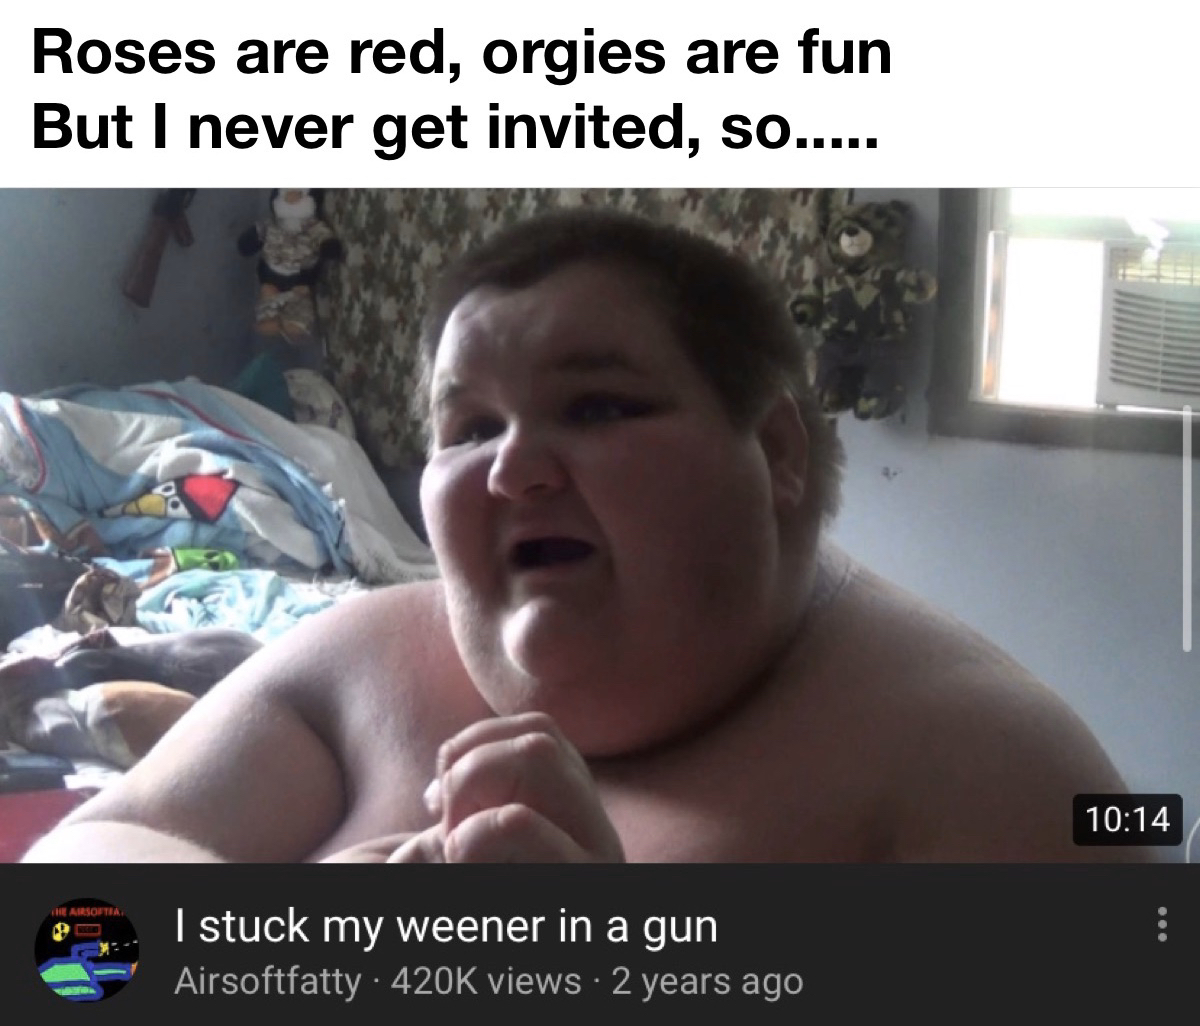 Roses are red, orgies are fun
But I never get invited, so.....
10:14
THE AIRSOFTFA
I stuck my weener in a gun
Airsoftfatty · 420K views · 2 years ago